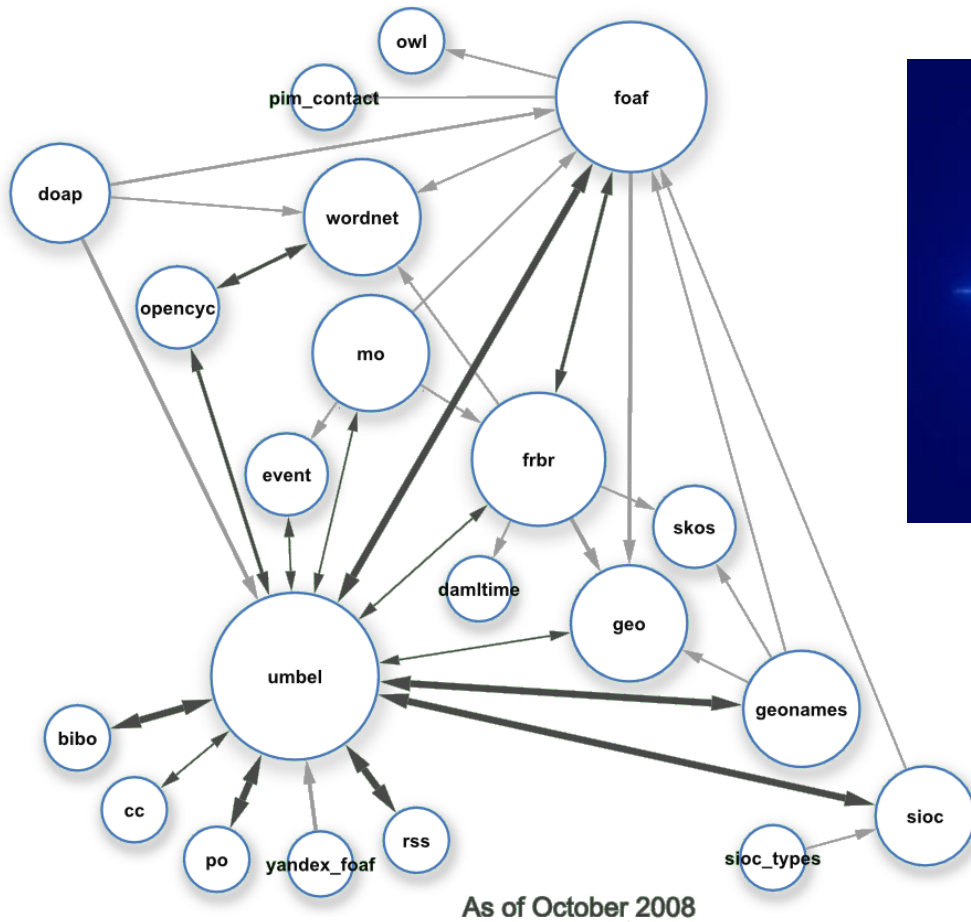 owl
foaf
pim_contact
doap
wordnet
opencyc
mo
frbr
event
skos
damltime
geo
umbel
geonames
bibo
cc
sioc
rss
po
yandex_foaf
sioc_types
As of October 2008